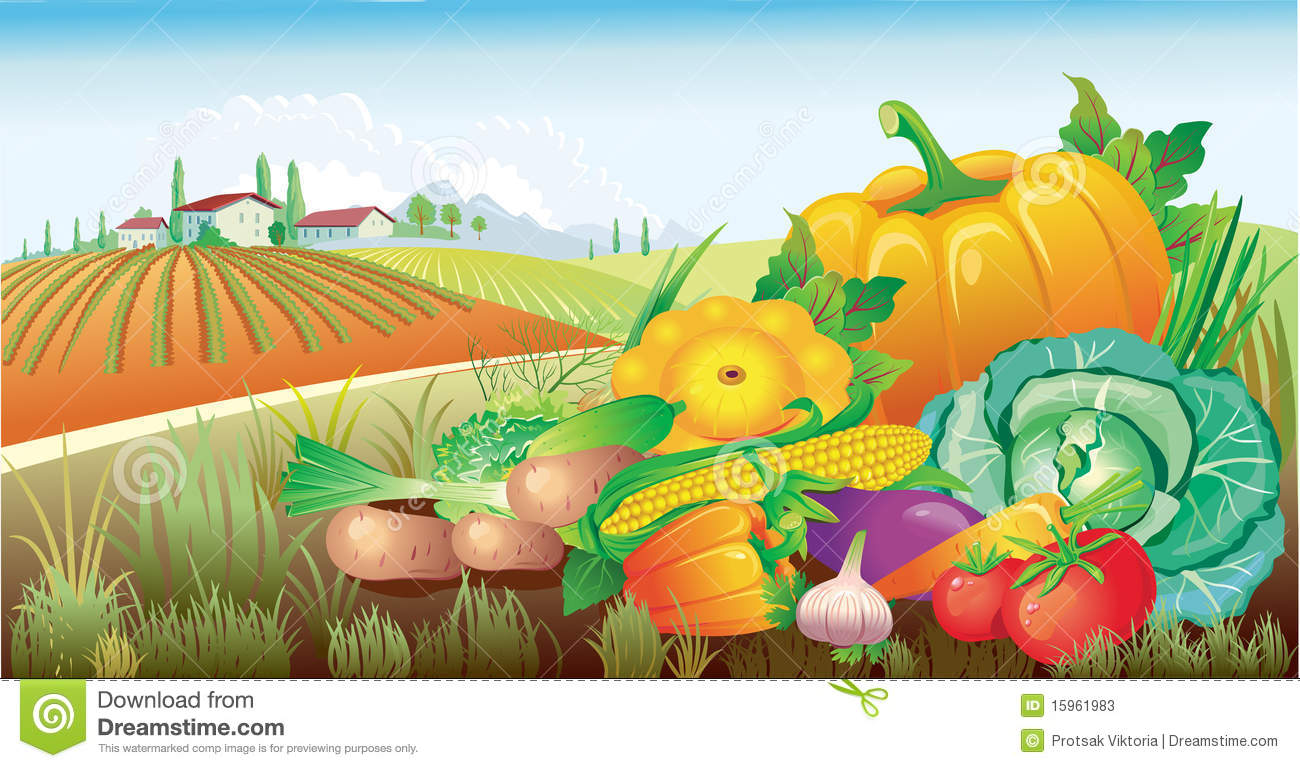 Download from
Dreamstime.com
This watermarked comp image is for previewing purposes only.
ID 15961983
© Protsak Viktoria | Dreamstime.com